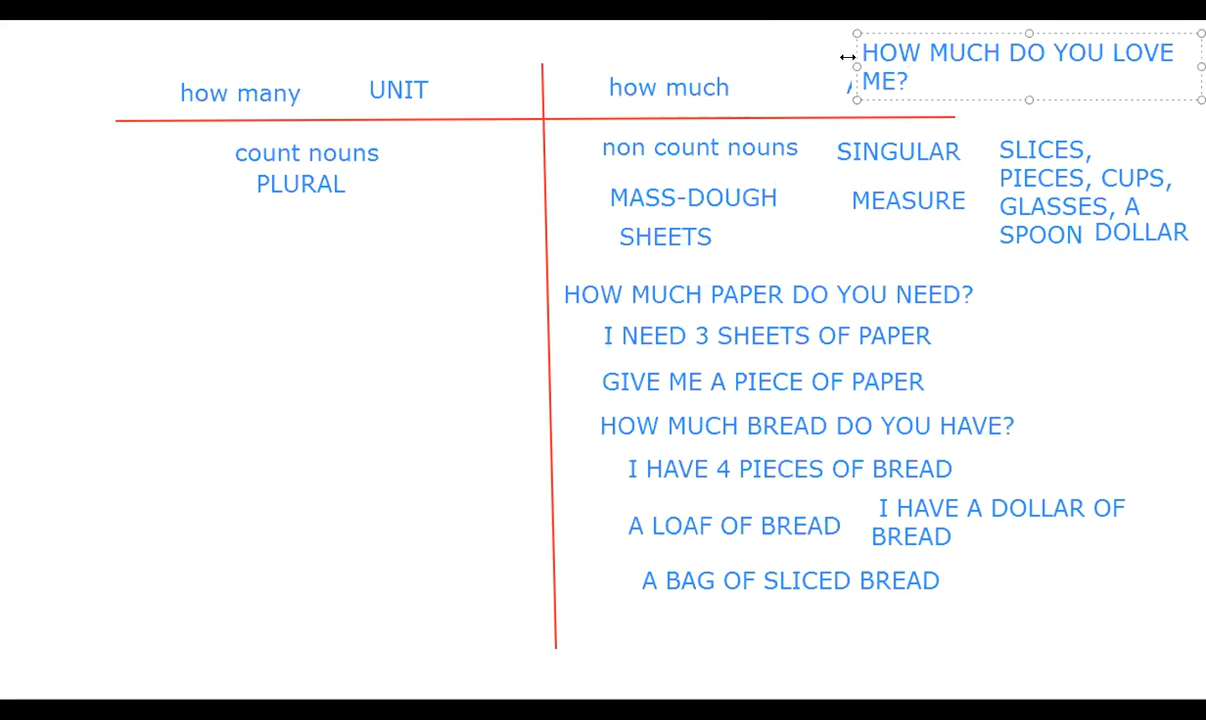 HOW MUCH DO YOU LOVE
ME?
how many UNIT
how much
count nouns
PLURAL
non count nouns SINGULAR
MASS-DOUGH MEASURE
SHEETS
SLICES,
PIECES, CUPS,
GLASSES, A
SPOON DOLLAR
HOW MUCH PAPER DO YOU NEED?
I NEED 3 SHEETS OF PAPER
GIVE ME A PIECE OF PAPER
HOW MUCH BREAD DO YOU HAVE?
I HAVE 4 PIECES OF BREAD
A LOAF OF BREAD
I HAVE A DOLLAR OF
BREAD
A BAG OF SLICED BREAD